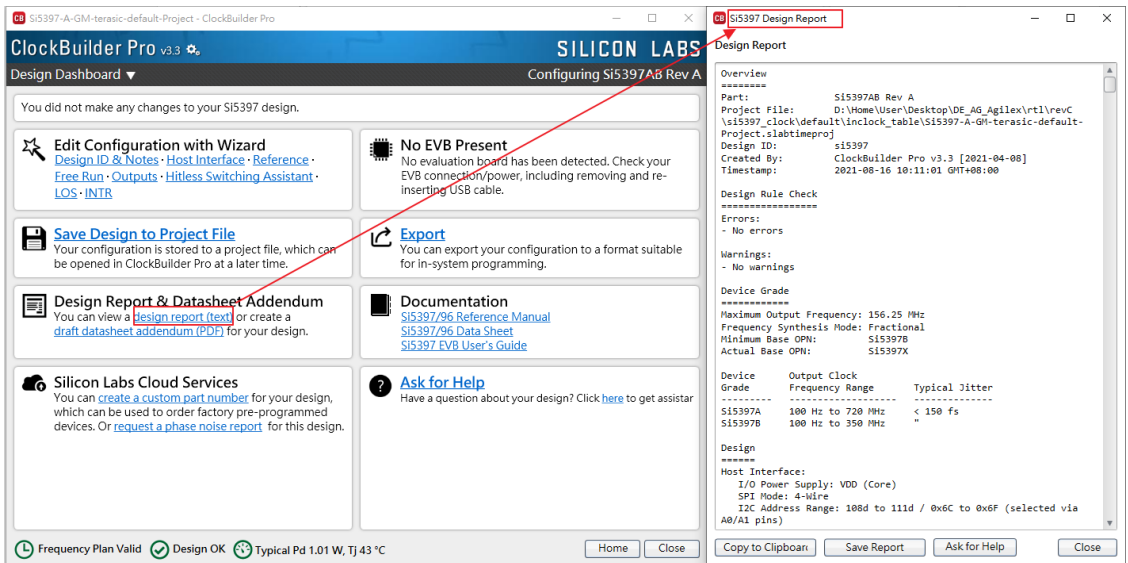 Si5397-A-GM-terasic-default-Project - ClockBuilder Pro
ClockBuilder Pro v3.3
SILICON LABS
Design Dashboard ▼
Configuring Si5397AB Rev A
You did not make any changes to your Si5397 design.
Edit Configuration with Wizard
Design ID & Notes · Host Interface · Reference ·
Free Run · Outputs · Hitless Switching Assistant ·
LOS · INTR
No EVB Present
No evaluation board has been detected. Check your
EVB connection/power, including removing and re-
inserting USB cable.
Save Design to Project File
Your configuration is stored to a project file, which can
be opened in ClockBuilder Pro at a later time.
Export
You can export your configuration to a format suitable
for in-system programming.
Design Report & Datasheet Addendum
You can view a design report (text) or create a
draft datasheet addendum (PDF) for your design.
Documentation
Si5397/96 Reference Manual
Si5397/96 Data Sheet
Si5397 EVB User's Guide
Silicon Labs Cloud Services
You can create a custom part number for your design,
which can be used to order factory pre-programmed
devices. Or request a phase noise report for this design.
Ask for Help
Have a question about your design? Click here to get assistar
Frequency Plan Valid
Design OK
Typical Pd 1.01 W, Tj 43 °C
Home
Close
Si5397 Design Report
Design Report
Overview
========
Part: Si5397AB Rev A
Project File: D:\Home\User\Desktop\DE_AG_Agilex\rtl\revC
\si5397_clock\default\inclock_table\Si5397-A-GM-terasic-default-
Project.slabtimeproj
Design ID: si5397
Created By: ClockBuilder Pro v3.3 [2021-04-08]
Timestamp: 2021-08-16 10:11:01 GMT+08:00
Design Rule Check
=================
Errors:
- No errors
Warnings:
- No warnings
Device Grade
============
Maximum Output Frequency: 156.25 MHz
Frequency Synthesis Mode: Fractional
Minimum Base OPN: Si5397B
Actual Base OPN: Si5397X
Device Output Clock
Grade Frequency Range Typical Jitter
--------- ------------------- --------------
Si5397A 100 Hz to 720 MHz < 150 fs
Si5397B 100 Hz to 350 MHz "
Design
======
Host Interface:
I/O Power Supply: VDD (Core)
SPI Mode: 4-Wire
I2C Address Range: 108d to 111d / 0x6C to 0x6F (selected via
A0/A1 pins)
Copy to Clipboard
Save Report
Ask for Help
Close